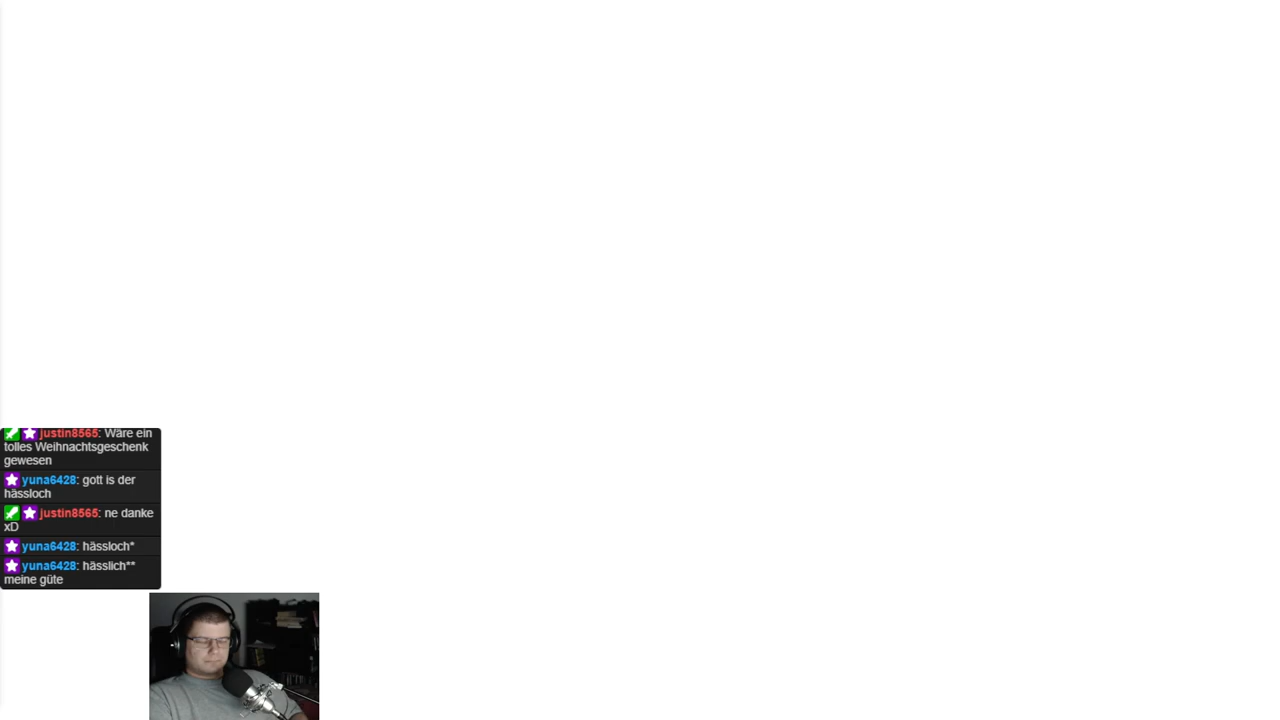 justin8565: Wäre ein
tolles Weihnachtsgeschenk
gewesen
yuna6428: gott is der
hässloch
justin8565: ne danke
xD
yuna6428: hässloch*
yuna6428: hässlich**
meine güte